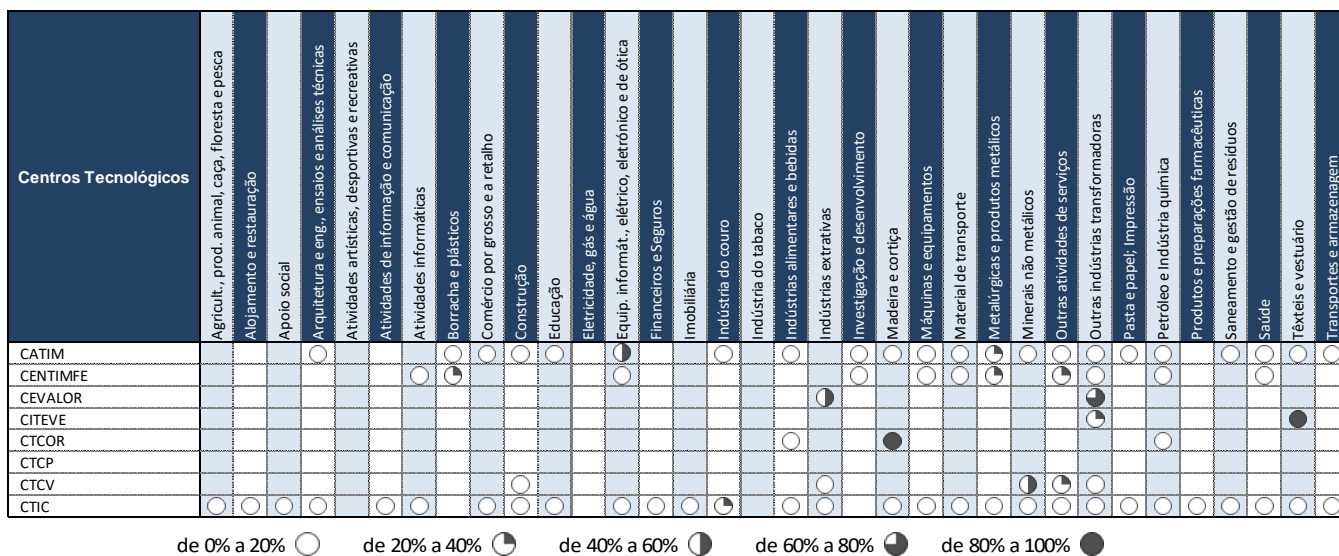 Centros Tecnológicos
Agricult., prod. animal, caça, floresta e pesca
Alojamento e restauração
Apoio social
Arquitetura e eng., ensaios e análises técnicas
Atividades artísticas, desportivas e recreativas
Atividades de informação e comunicação
Atividades informáticas
Borracha e plásticos
Comércio por grosso e a retalho
Construção
Educação
Eletricidade, gás e água
Equip. informát., elétrico, eletrónico e de ótica
Financeiros e Seguros
Imobiliária
Indústria do couro
Indústria do tabaco
Indústrias alimentares e bebidas
Indústrias extrativas
Investigação e desenvolvimento
Madeira e cortiça
Máquinas e equipamentos
Material de transporte
Metalúrgicas e produtos metálicos
Minerais não metálicos
Outras atividades de serviços
Outras indústrias transformadoras
Pasta e papel; Impressão
Petróleo e Indústria química
Produtos e preparações farmacêuticas
Saneamento e gestão de resíduos
Saúde
Têxteis e vestuário
Transportes e armazenagem
CATIM
CENTIMFE
CEVALOR
CITEVE
CTCOR
CTCP
CTCV
CTIC
de 0% a 20% de 20% a 40% de 40% a 60% de 60% a 80% de 80% a 100%